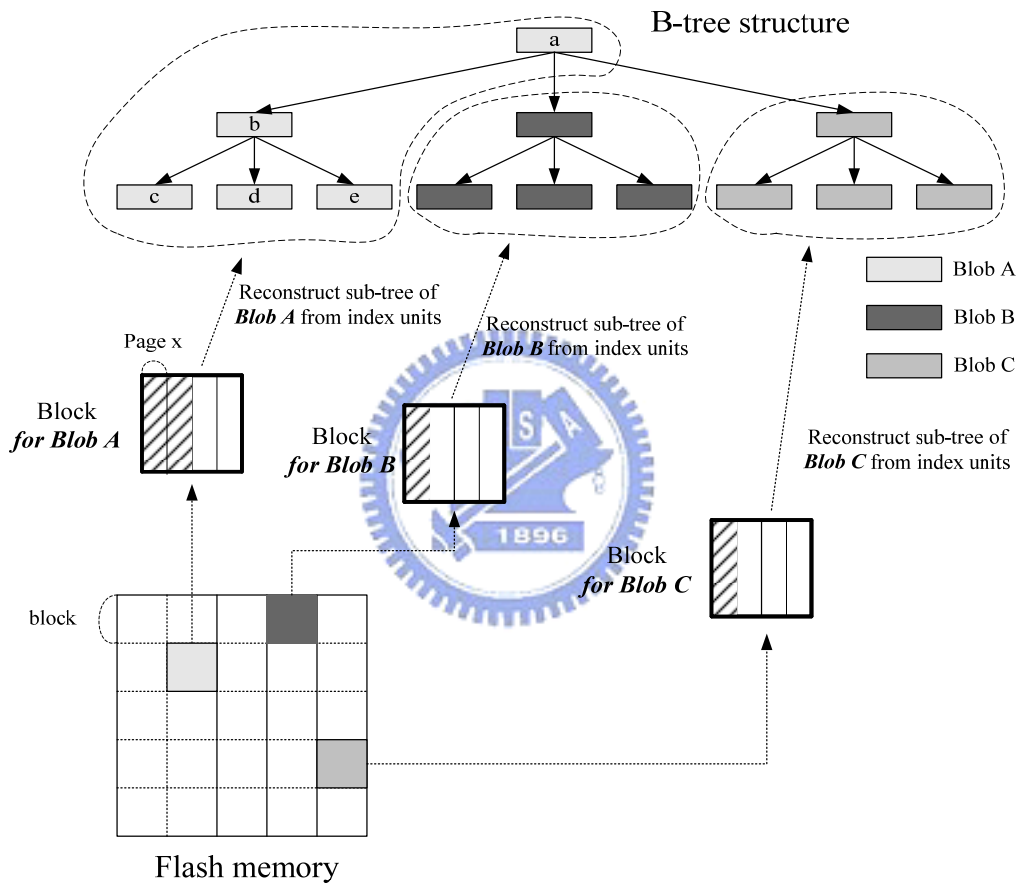 B-tree structure
a
b
c
d
e
Blob A
Blob B
Blob C
Reconstruct sub-tree of
Blob A from index units
Reconstruct sub-tree of
Blob B from index units
Reconstruct sub-tree of
Blob C from index units
Page x
Block
for Blob A
Block
for Blob B
Block
for Blob C
S A
1896
block
Flash memory